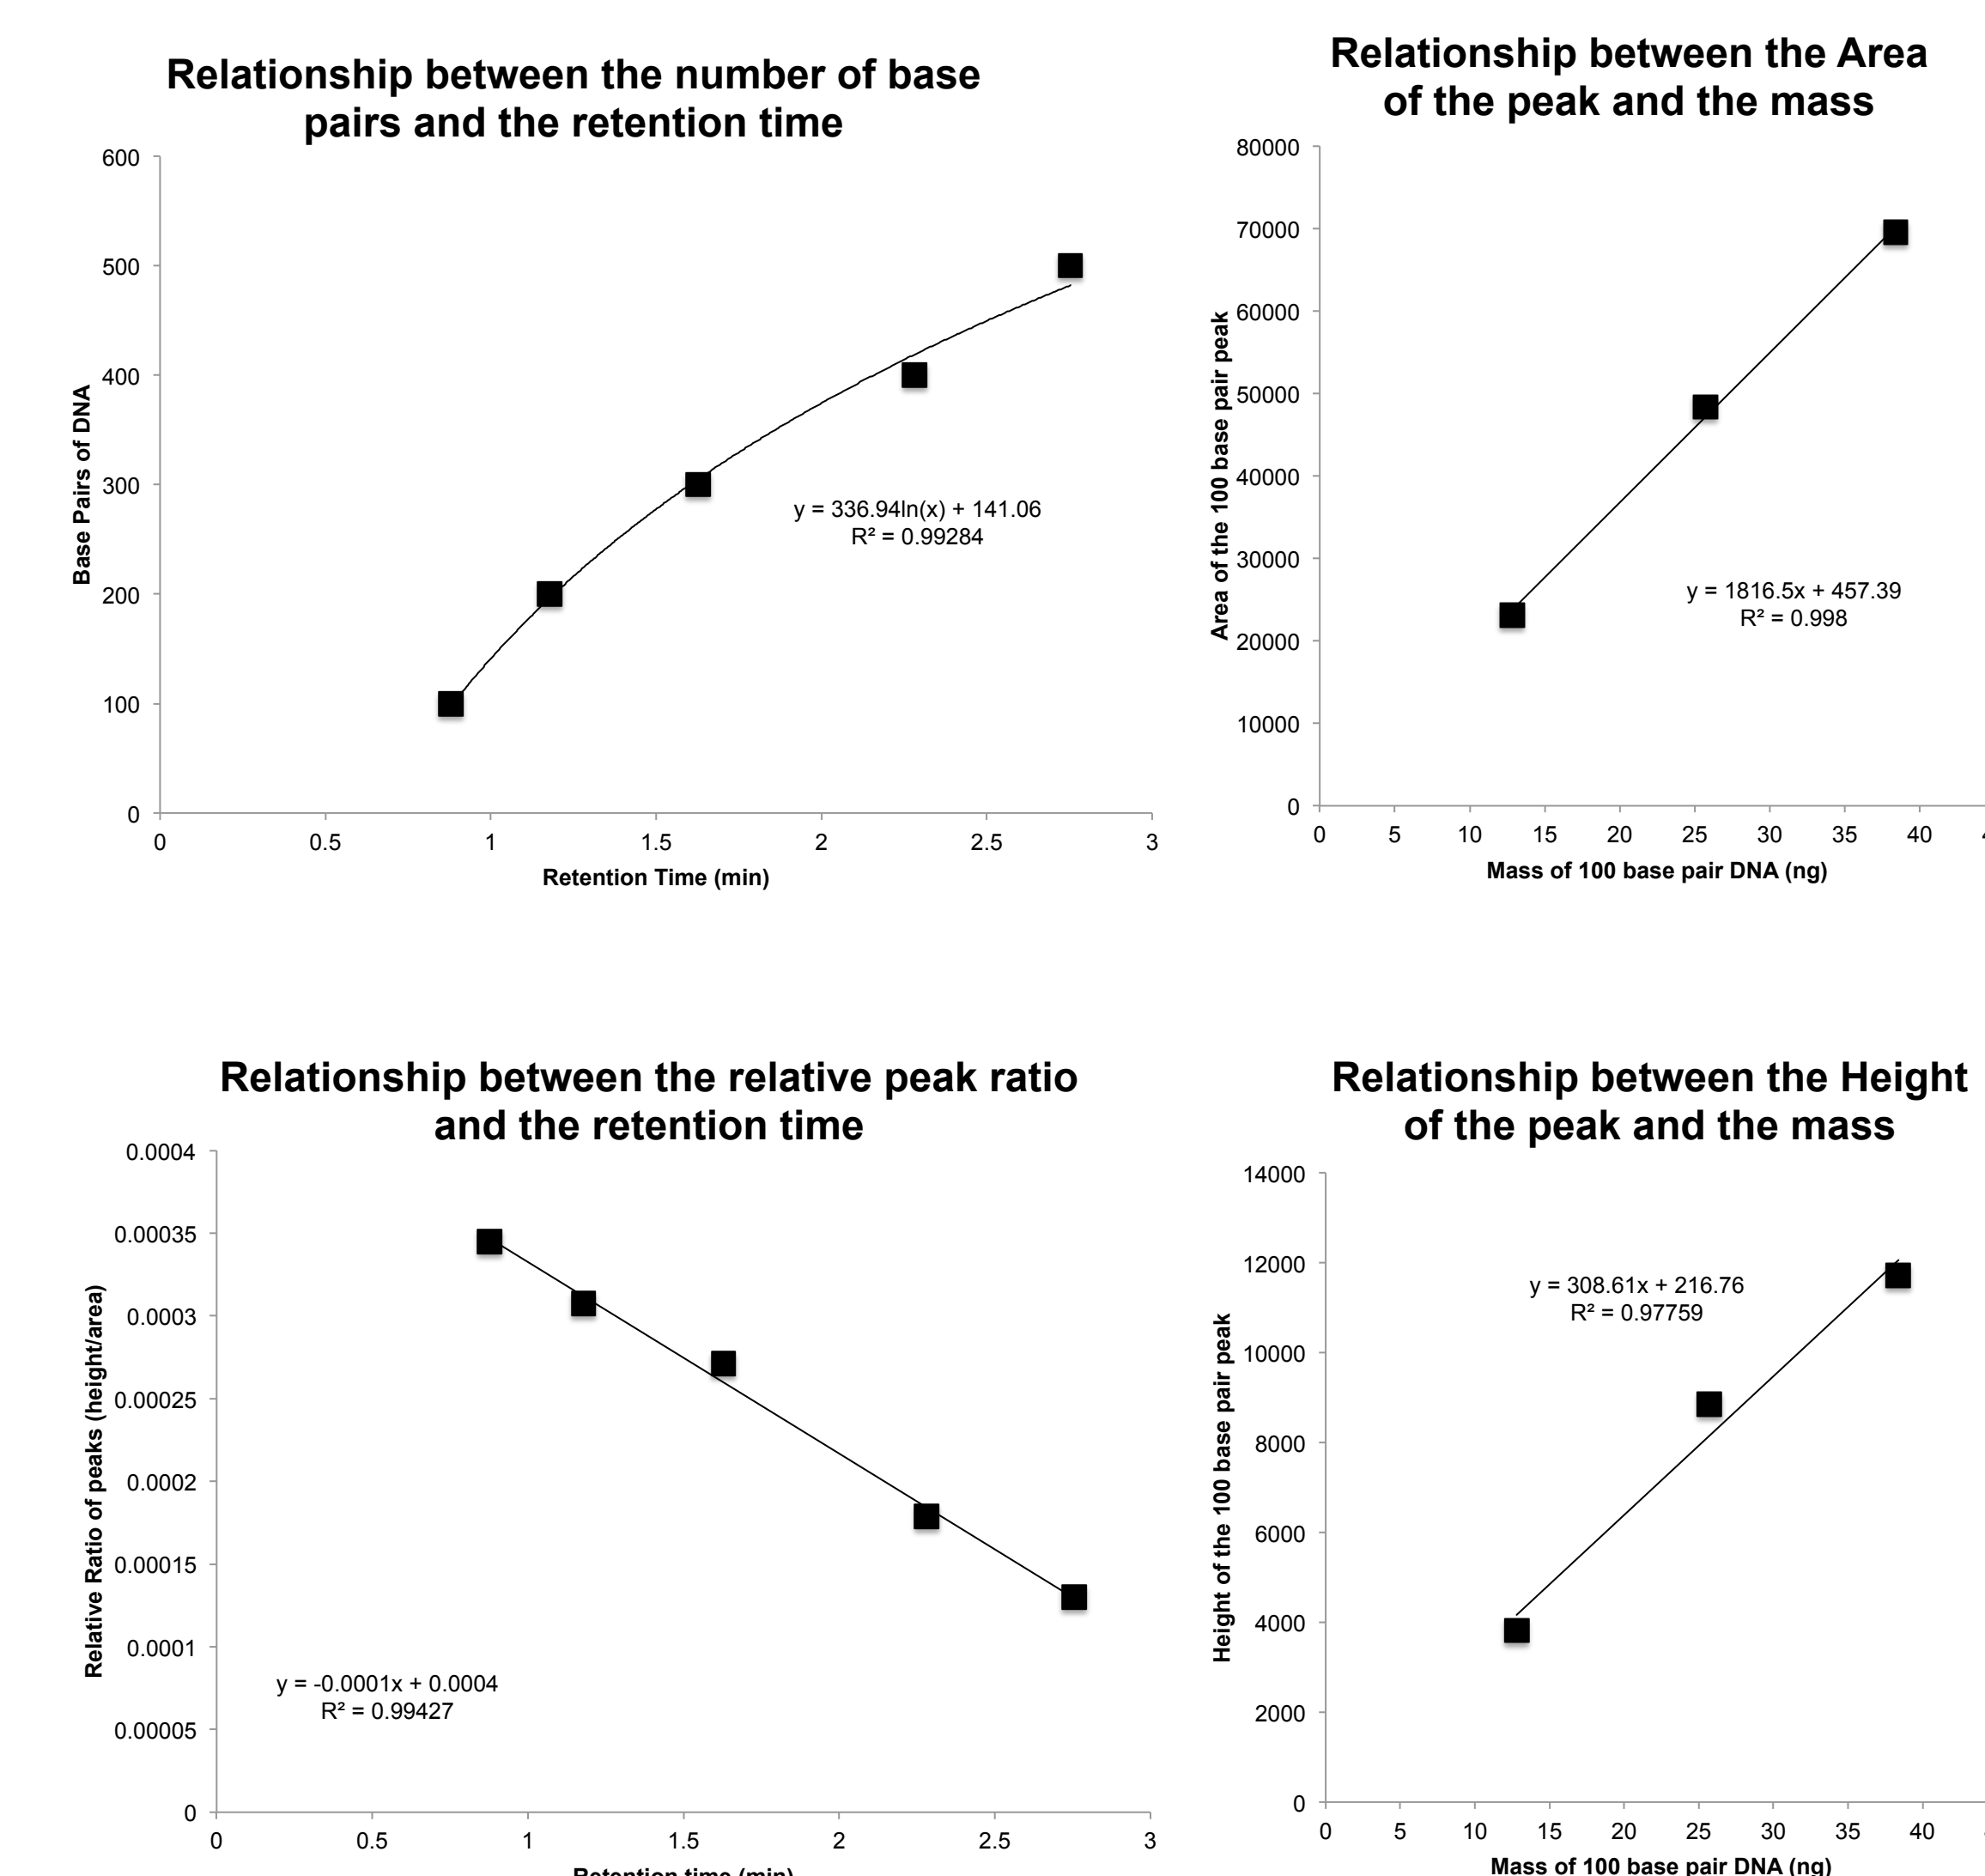 Relationship between the number of base
pairs and the retention time
600
500
400
300
200
100
0
0 0.5 1 1.5 2 2.5 3
Base Pairs of DNA
Retention Time (min)
y = 336.94ln(x) + 141.06
R² = 0.99284
Relationship between the Area
of the peak and the mass
80000
70000
60000
50000
40000
30000
20000
10000
0
0 5 10 15 20 25 30 35 40
Area of the 100 base pair peak
Mass of 100 base pair DNA (ng)
y = 1816.5x + 457.39
R² = 0.998
Relationship between the relative peak ratio
and the retention time
0.0004
0.00035
0.0003
0.00025
0.0002
0.00015
0.0001
0.00005
0
0 0.5 1 1.5 2 2.5 3
Relative Ratio of peaks (height/area)
Retention time (min)
y = -0.0001x + 0.0004
R² = 0.99427
Relationship between the Height
of the peak and the mass
14000
12000
10000
8000
6000
4000
2000
0
0 5 10 15 20 25 30 35 40
Height of the 100 base pair peak
Mass of 100 base pair DNA (ng)
y = 308.61x + 216.76
R² = 0.97759